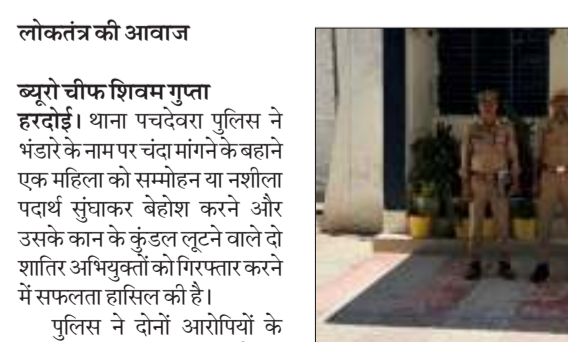 लोकतंत्र की आवाज
ब्यूरो चीफ शिवम गुप्ता
हरदोई। थाना पचदेवरा पुलिस ने
भंडारे के नाम पर चंदा मांगने के बहाने
एक महिला को सम्मोहन या नशीला
पदार्थ सुंघाकर बेहोश करने और
उसके कान के कुंडल लूटने वाले दो
शातिर अभियुक्तों को गिरफ्तार करने
में सफलता हासिल की है।
पुलिस ने दोनों आरोपियों के